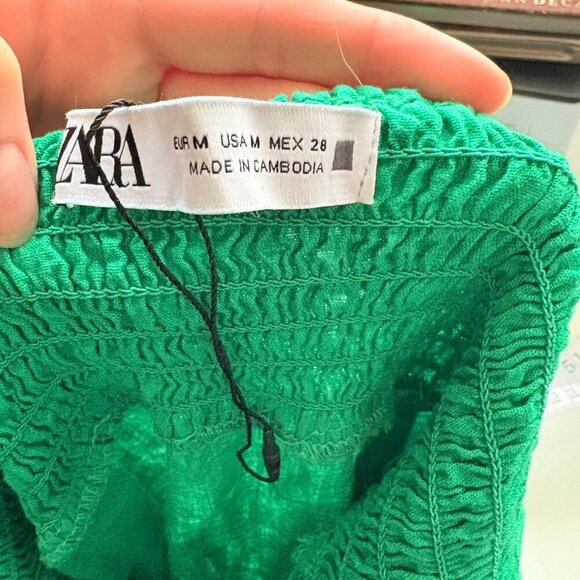 ZARA
EUR M USA M MEX 28
MADE IN CAMBODIA